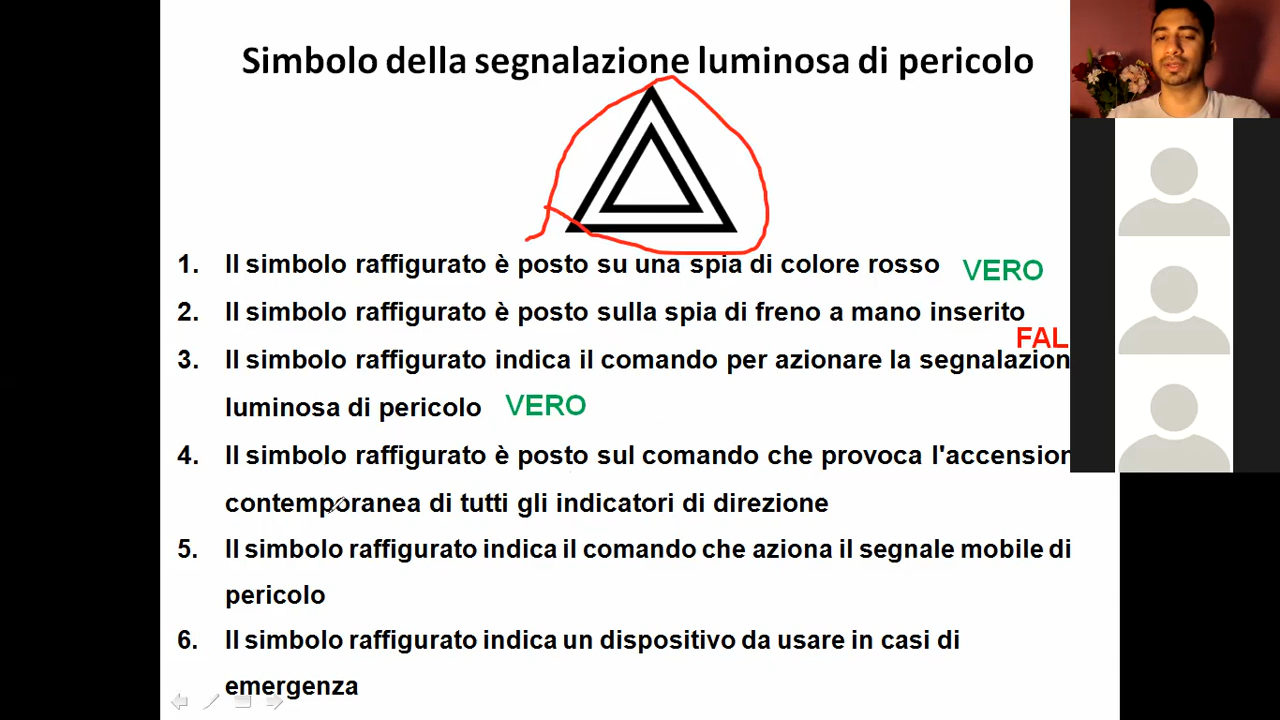 Simbolo della segnalazione luminosa di pericolo
1. Il simbolo raffigurato è posto su una spia di colore rosso VERO
2. Il simbolo raffigurato è posto sulla spia di freno a mano inserito
FAL
3. Il simbolo raffigurato indica il comando per azionare la segnalazion
luminosa di pericolo VERO
4. Il simbolo raffigurato è posto sul comando che provoca l'accension
contemporanea di tutti gli indicatori di direzione
5. Il simbolo raffigurato indica il comando che aziona il segnale mobile di
pericolo
6. Il simbolo raffigurato indica un dispositivo da usare in casi di
emergenza